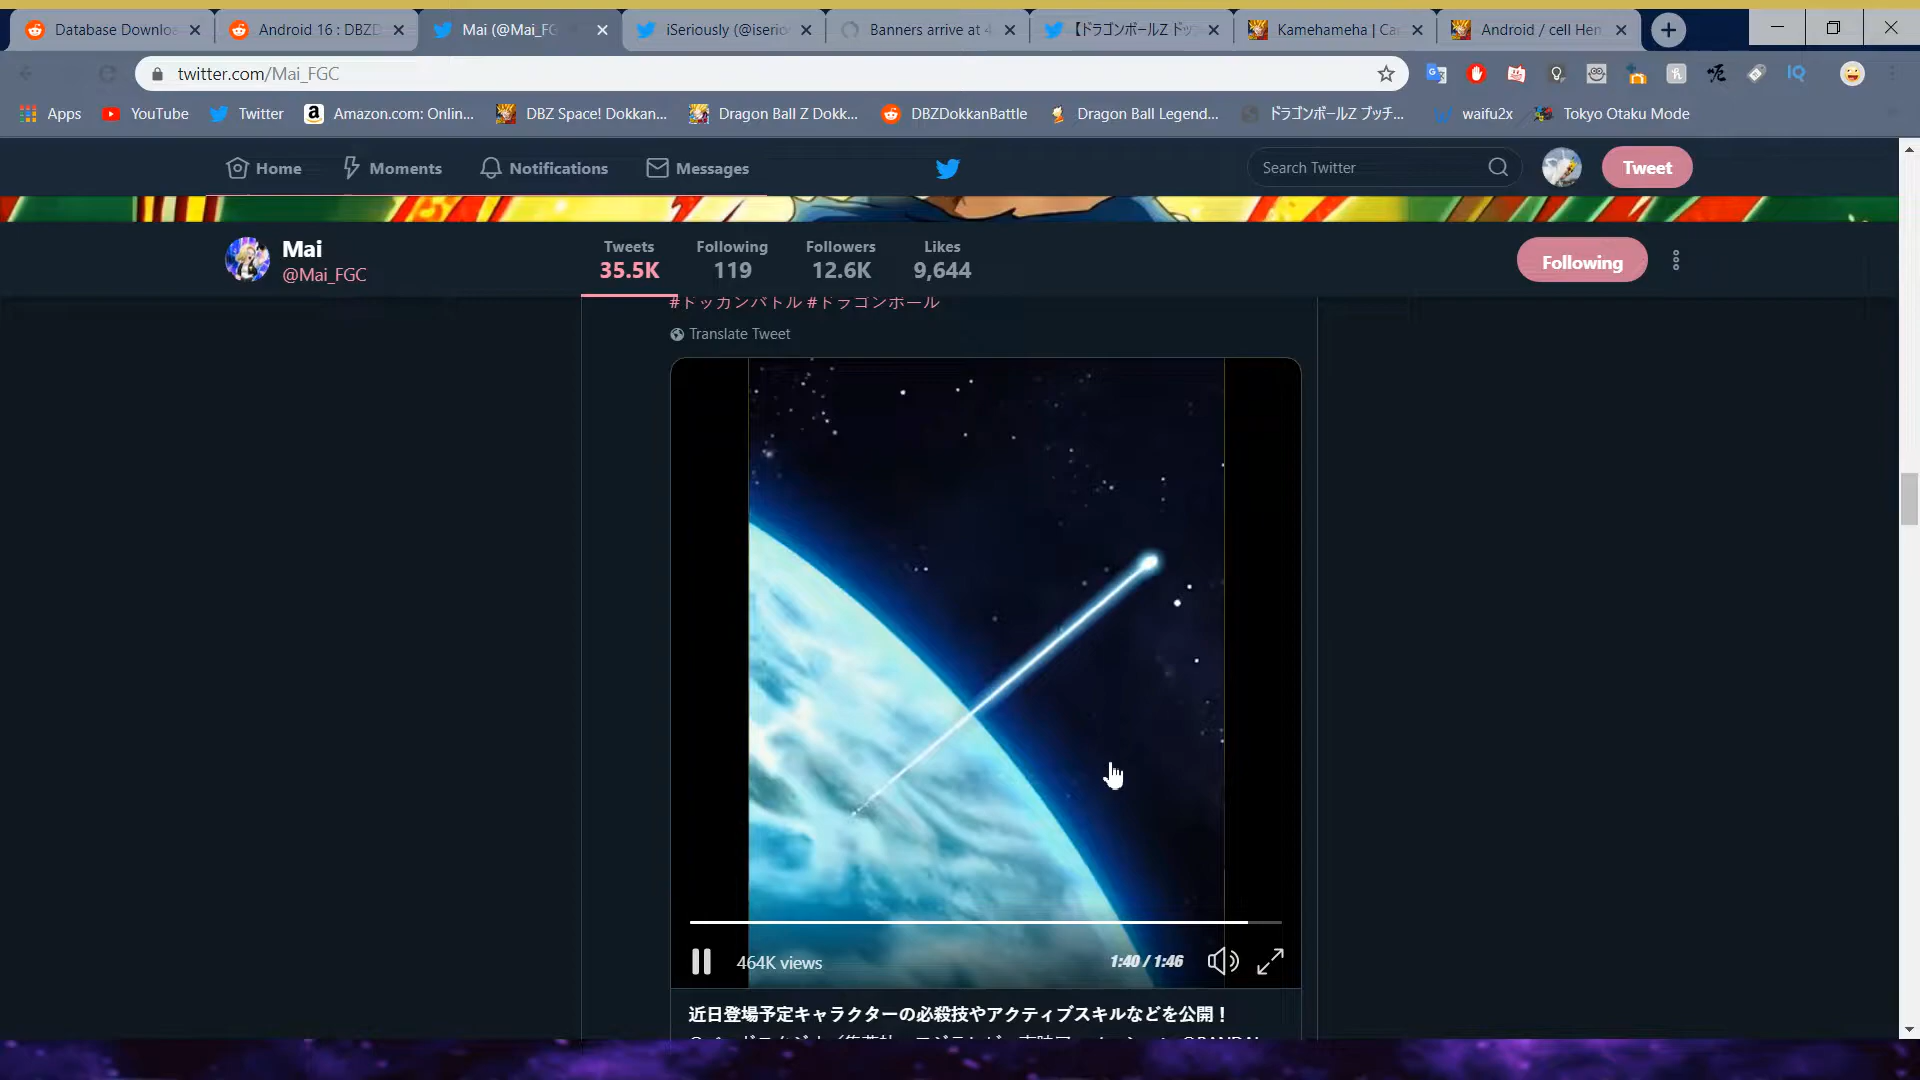 Database Downlo
Android 16 : DBZD
Mai (@Mai_FG
iSeriously (@iserio
Banners arrive at 4
【ドラゴンボールZ ドッ
Kamehameha | Ca
Android / cell Hen
twitter.com/Mai_FGC
Apps
YouTube
Twitter
Amazon.com: Onlin...
DBZ Space! Dokkan...
Dragon Ball Z Dokk...
DBZDokkanBattle
Dragon Ball Legend...
ドラゴンボールZ ブッチ...
waifu2x
Tokyo Otaku Mode
Home
Moments
Notifications
Messages
Search Twitter
Tweet
Mai
@Mai_FGC
Tweets
35.5K
Following
119
Followers
12.6K
Likes
9,644
Following
#ドッカンバトル #ドラゴンボール
Translate Tweet
464K views
1:40 / 1:46
近日登場予定キャラクターの必殺技やアクティブスキルなどを公開！